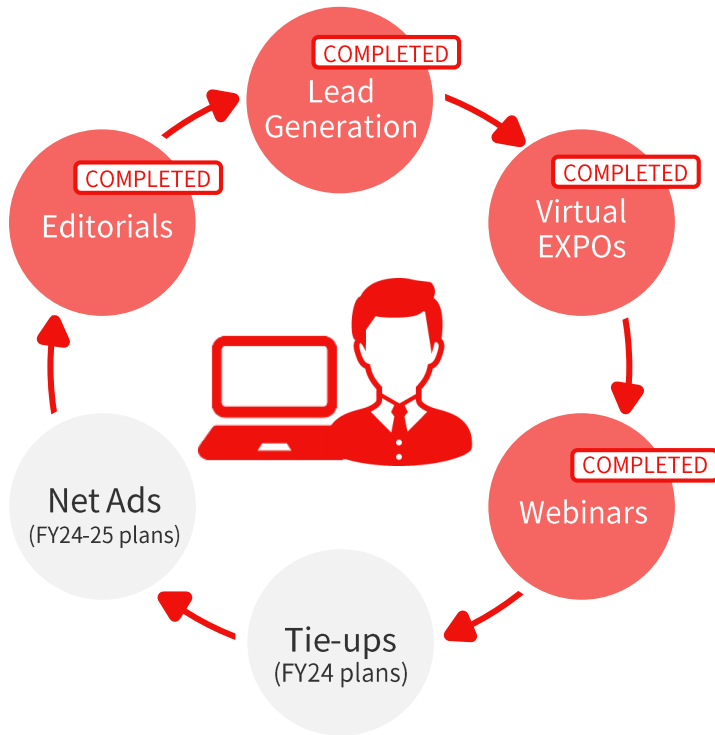 COMPLETED
Lead
Generation
COMPLETED
Virtual
EXPOs
COMPLETED
Webinars
Tie-ups
(FY24 plans)
Net Ads
(FY24-25 plans)
COMPLETED
Editorials